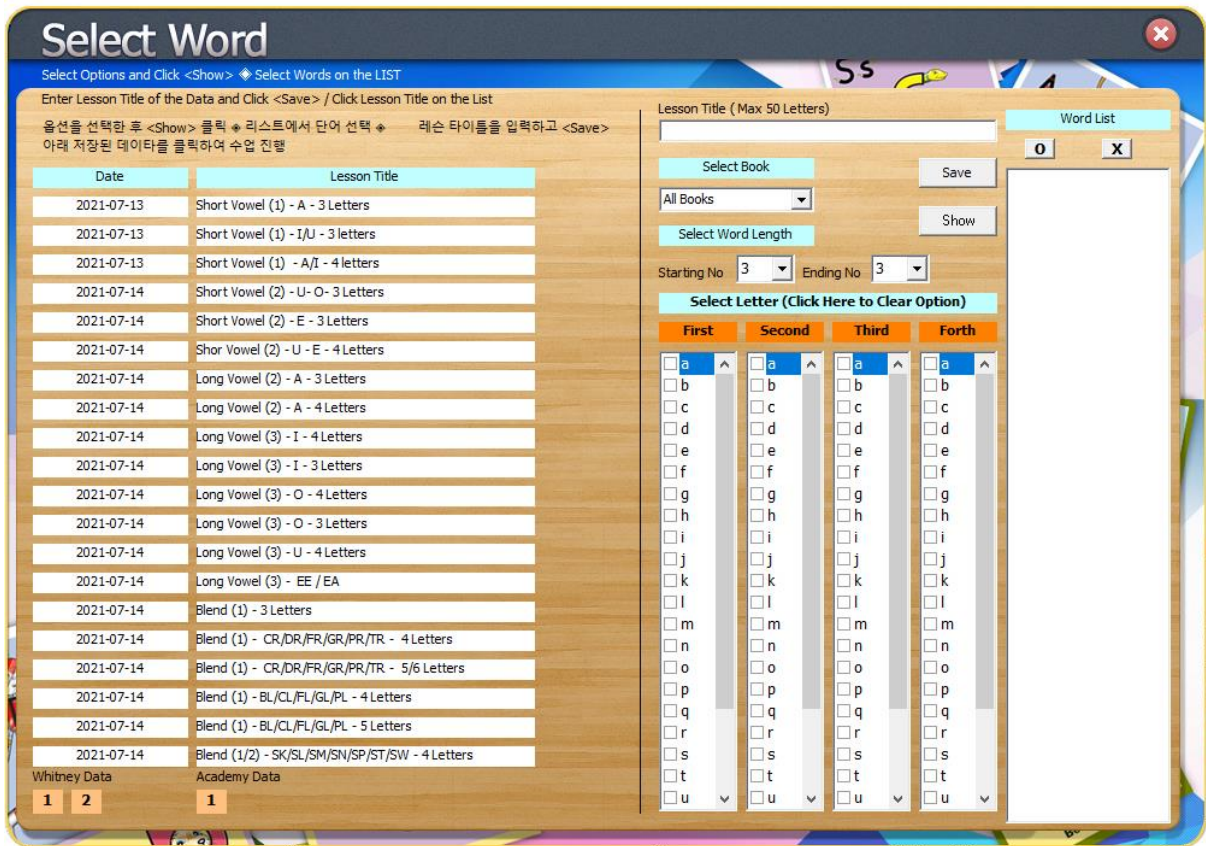 Select Word
Select Options and Click <Show> ◈ Select Words on the LIST
Enter Lesson Title of the Data and Click <Save> / Click Lesson Title on the List
옵션을 선택한 후 <Show> 클릭 ◈ 리스트에서 단어 선택 ◈ 레슨 타이틀을 입력하고 <Save>
아래 저장된 데이타를 클릭하여 수업 진행
Date Lesson Title
2021-07-13 Short Vowel (1) - A - 3 Letters
2021-07-13 Short Vowel (1) - I/U - 3 letters
2021-07-13 Short Vowel (1) - A/I - 4 letters
2021-07-14 Short Vowel (2) - U- O- 3 Letters
2021-07-14 Short Vowel (2) - E - 3 Letters
2021-07-14 Shor Vowel (2) - U - E - 4 Letters
2021-07-14 Long Vowel (2) - A - 3 Letters
2021-07-14 Long Vowel (2) - A - 4 Letters
2021-07-14 Long Vowel (3) - I - 4 Letters
2021-07-14 Long Vowel (3) - I - 3 Letters
2021-07-14 Long Vowel (3) - O - 4 Letters
2021-07-14 Long Vowel (3) - O - 3 Letters
2021-07-14 Long Vowel (3) - U - 4 Letters
2021-07-14 Long Vowel (3) - EE / EA
2021-07-14 Blend (1) - 3 Letters
2021-07-14 Blend (1) - CR/DR/FR/GR/PR/TR - 4 Letters
2021-07-14 Blend (1) - CR/DR/FR/GR/PR/TR - 5/6 Letters
2021-07-14 Blend (1) - BL/CL/FL/GL/PL - 4 Letters
2021-07-14 Blend (1) - BL/CL/FL/GL/PL - 5 Letters
2021-07-14 Blend (1/2) - SK/SL/SM/SN/SP/ST/SW - 4 Letters
Whitney Data Academy Data
1 2 1
Lesson Title ( Max 50 Letters)
Select Book
Save
All Books
Show
Select Word Length
Starting No 3 Ending No 3
Select Letter (Click Here to Clear Option)
First Second Third Forth
a a a a
b b b b
c c c c
d d d d
e e e e
f f f f
g g g g
h h h h
i i i i
j j j j
k k k k
l l l l
m m m m
n n n n
o o o o
p p p p
q q q q
r r r r
s s s s
t t t t
u u u u
Word List
O X
Ss